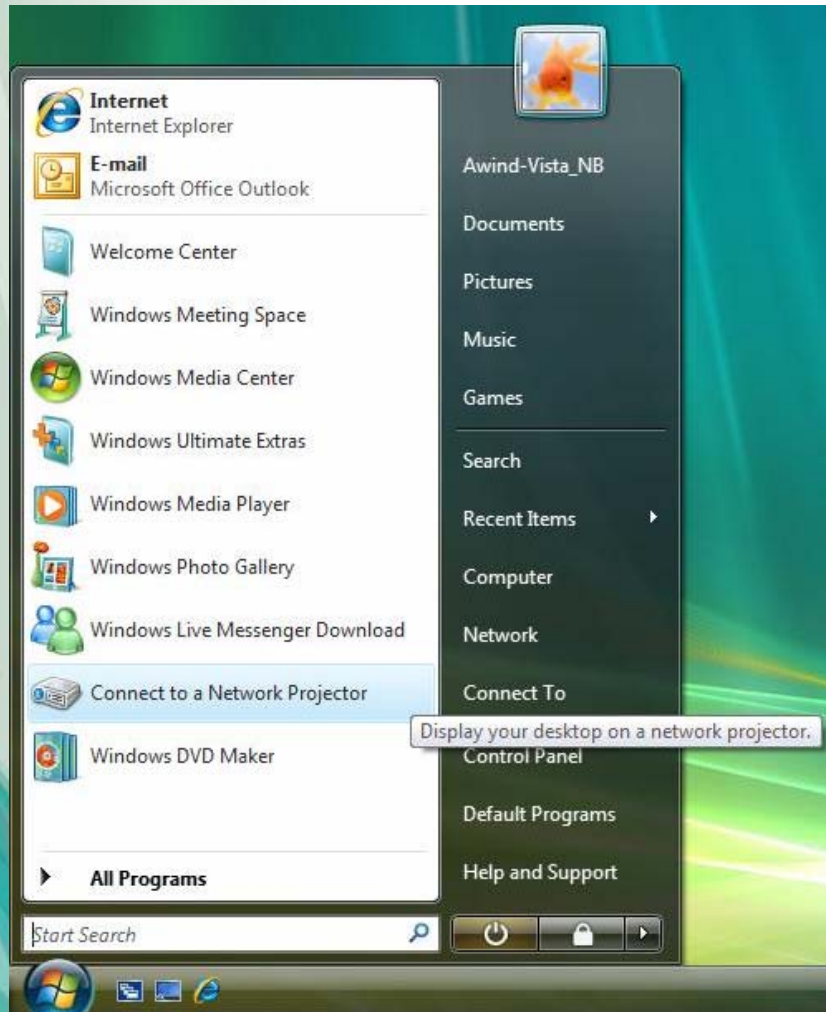 Internet
Internet Explorer
E-mail
Microsoft Office Outlook
Welcome Center
Windows Meeting Space
Windows Media Center
Windows Ultimate Extras
Windows Media Player
Windows Photo Gallery
Windows Live Messenger Download
Connect to a Network Projector
Windows DVD Maker
All Programs
Start Search
Awind-Vista_NB
Documents
Pictures
Music
Games
Search
Recent Items
Computer
Network
Connect To
Display your desktop on a network projector.
Control Panel
Default Programs
Help and Support